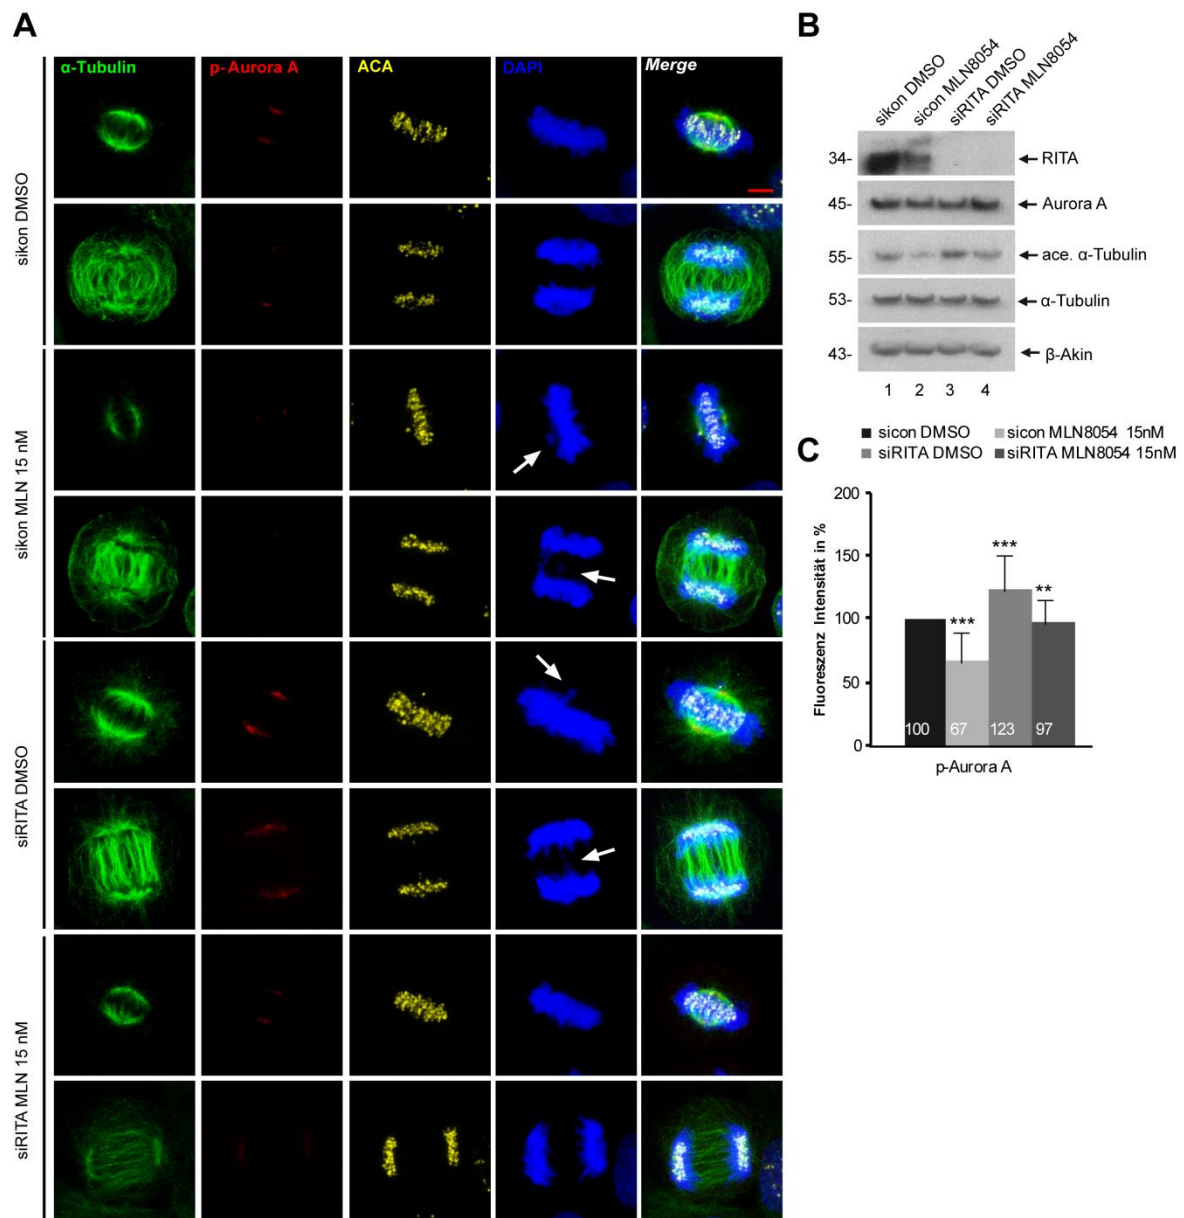 A
α-Tubulin
p-Aurora A
ACA
DAPI
Merge
sikon DMSO
sikon MLN 15 nM
siRITA DMSO
siRITA MLN 15 nM
B
sikon DMSO
sicon MLN8054
siRITA DMSO
siRITA MLN8054
34- RITA
45- Aurora A
55- ace. α-Tubulin
53- α-Tubulin
43- β-Akin
1 2 3 4
sicon DMSO sicon MLN8054 15nM
siRITA DMSO siRITA MLN8054 15nM
C
Fluoreszenz Intensität in %
200
150
100
50
0
*** *** **
100 67 123 97
p-Aurora A